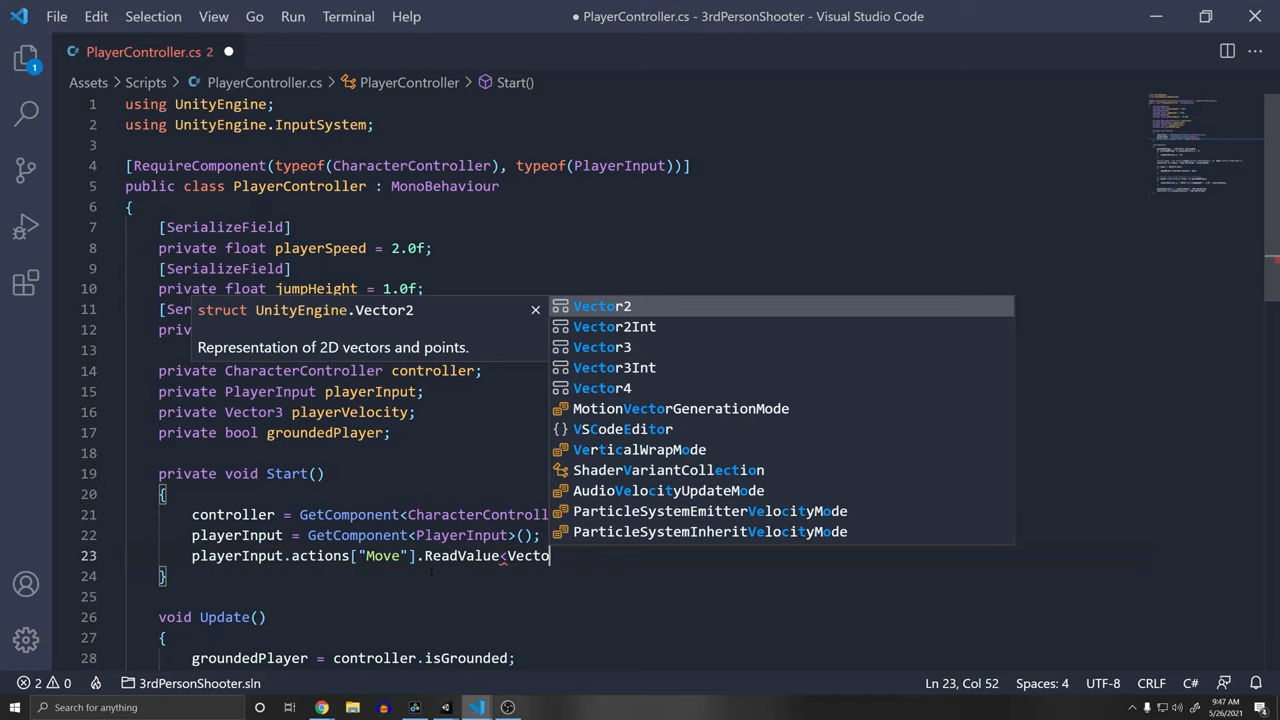 File Edit Selection View Go Run Terminal Help ● PlayerController.cs - 3rdPersonShooter - Visual Studio Code
PlayerController.cs 2
Assets > Scripts > PlayerController.cs > PlayerController > Start()
1 using UnityEngine;
2 using UnityEngine.InputSystem;
3
4 [RequireComponent(typeof(CharacterController), typeof(PlayerInput))]
5 public class PlayerController : MonoBehaviour
6 {
7 [SerializeField]
8 private float playerSpeed = 2.0f;
9 [SerializeField]
10 private float jumpHeight = 1.0f;
11 [Ser
12 priv
13
14 private CharacterController controller;
15 private PlayerInput playerInput;
16 private Vector3 playerVelocity;
17 private bool groundedPlayer;
18
19 private void Start()
20 {
21 controller = GetComponent<CharacterControll
22 playerInput = GetComponent<PlayerInput>();
23 playerInput.actions["Move"].ReadValue<Vecto
24 }
25
26 void Update()
27 {
28 groundedPlayer = controller.isGrounded;
struct UnityEngine.Vector2
Representation of 2D vectors and points.
Vector2
Vector2Int
Vector3
Vector3Int
Vector4
MotionVectorGenerationMode
VSCodeEditor
VerticalWrapMode
ShaderVariantCollection
AudioVelocityUpdateMode
ParticleSystemEmitterVelocityMode
ParticleSystemInheritVelocityMode
1
2 0 3rdPersonShooter.sln Ln 23, Col 52 Spaces: 4 UTF-8 CRLF C#
Search for anything
9:47 AM
5/26/2021
4